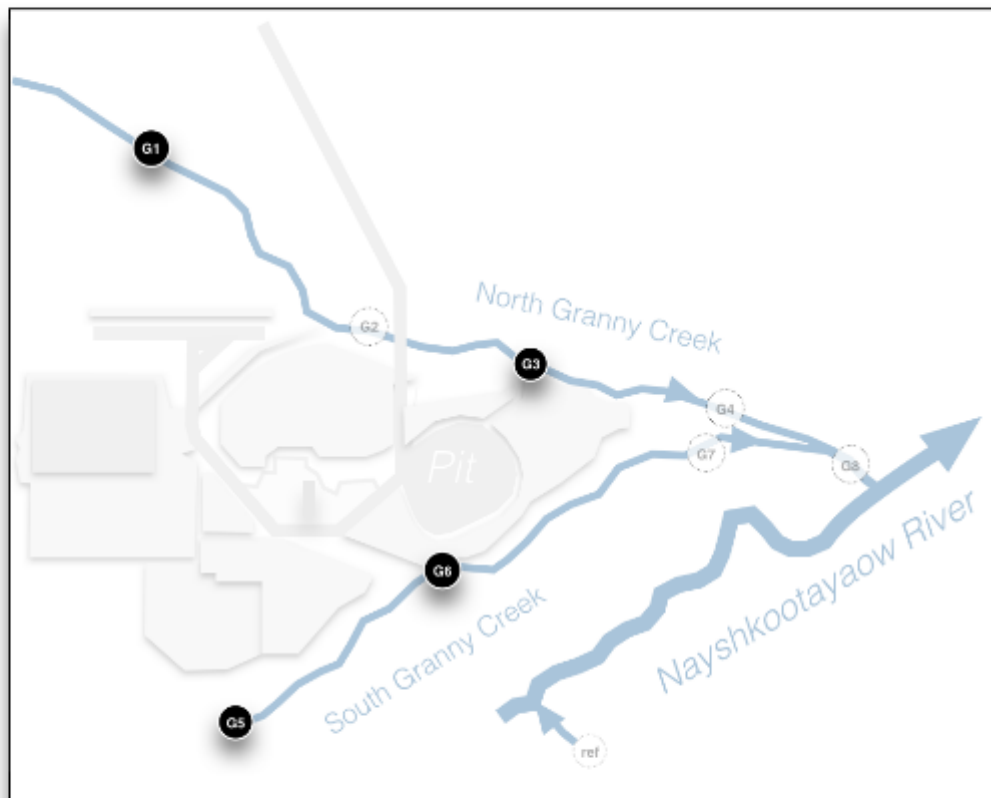 G1
North Granny Creek
G2
G3
G4
G7
G8
Pit
G6
Nayshkootayaow River
South Granny Creek
G5
ref